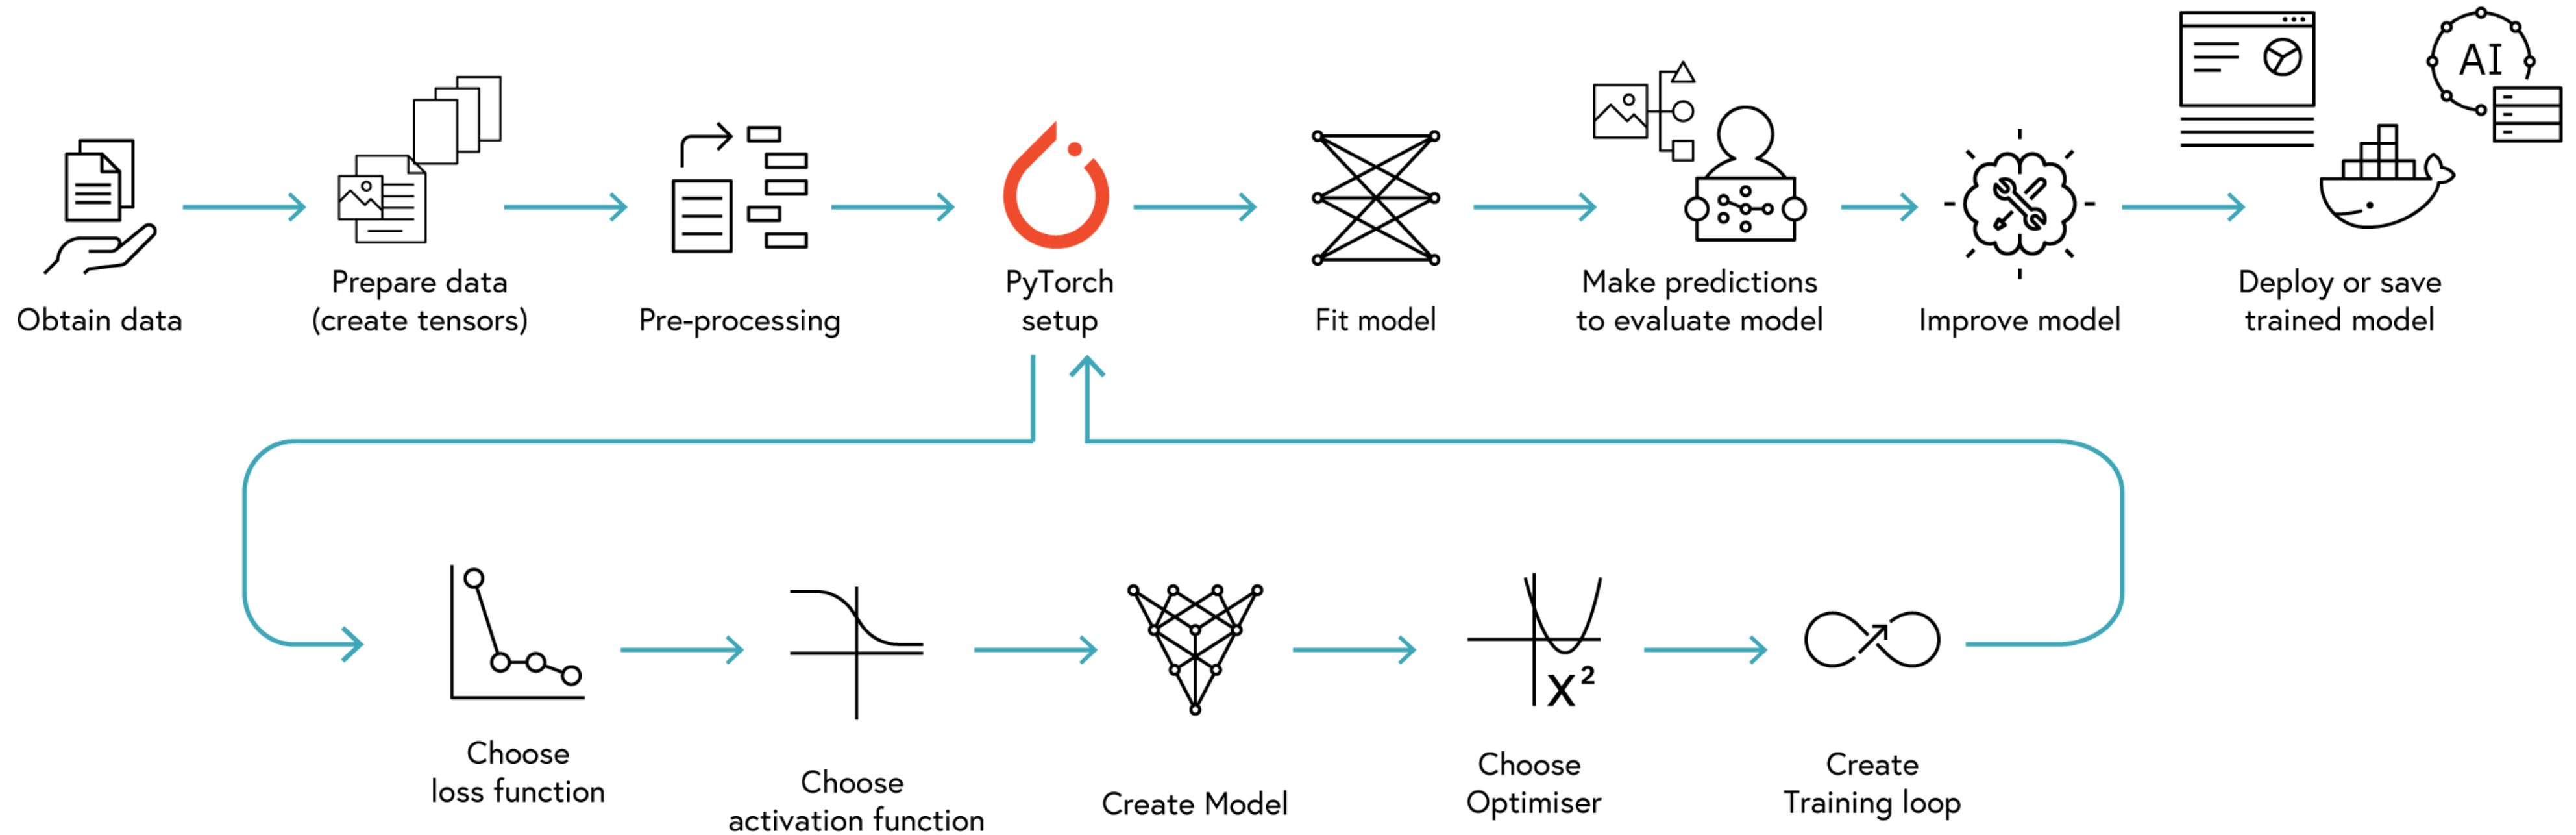 AI
Obtain data
Prepare data
(create tensors)
Pre-processing
PyTorch
setup
Fit model
Make predictions
to evaluate model
Improve model
Deploy or save
trained model
X²
Choose
loss function
Choose
activation function
Create Model
Choose
Optimiser
Create
Training loop